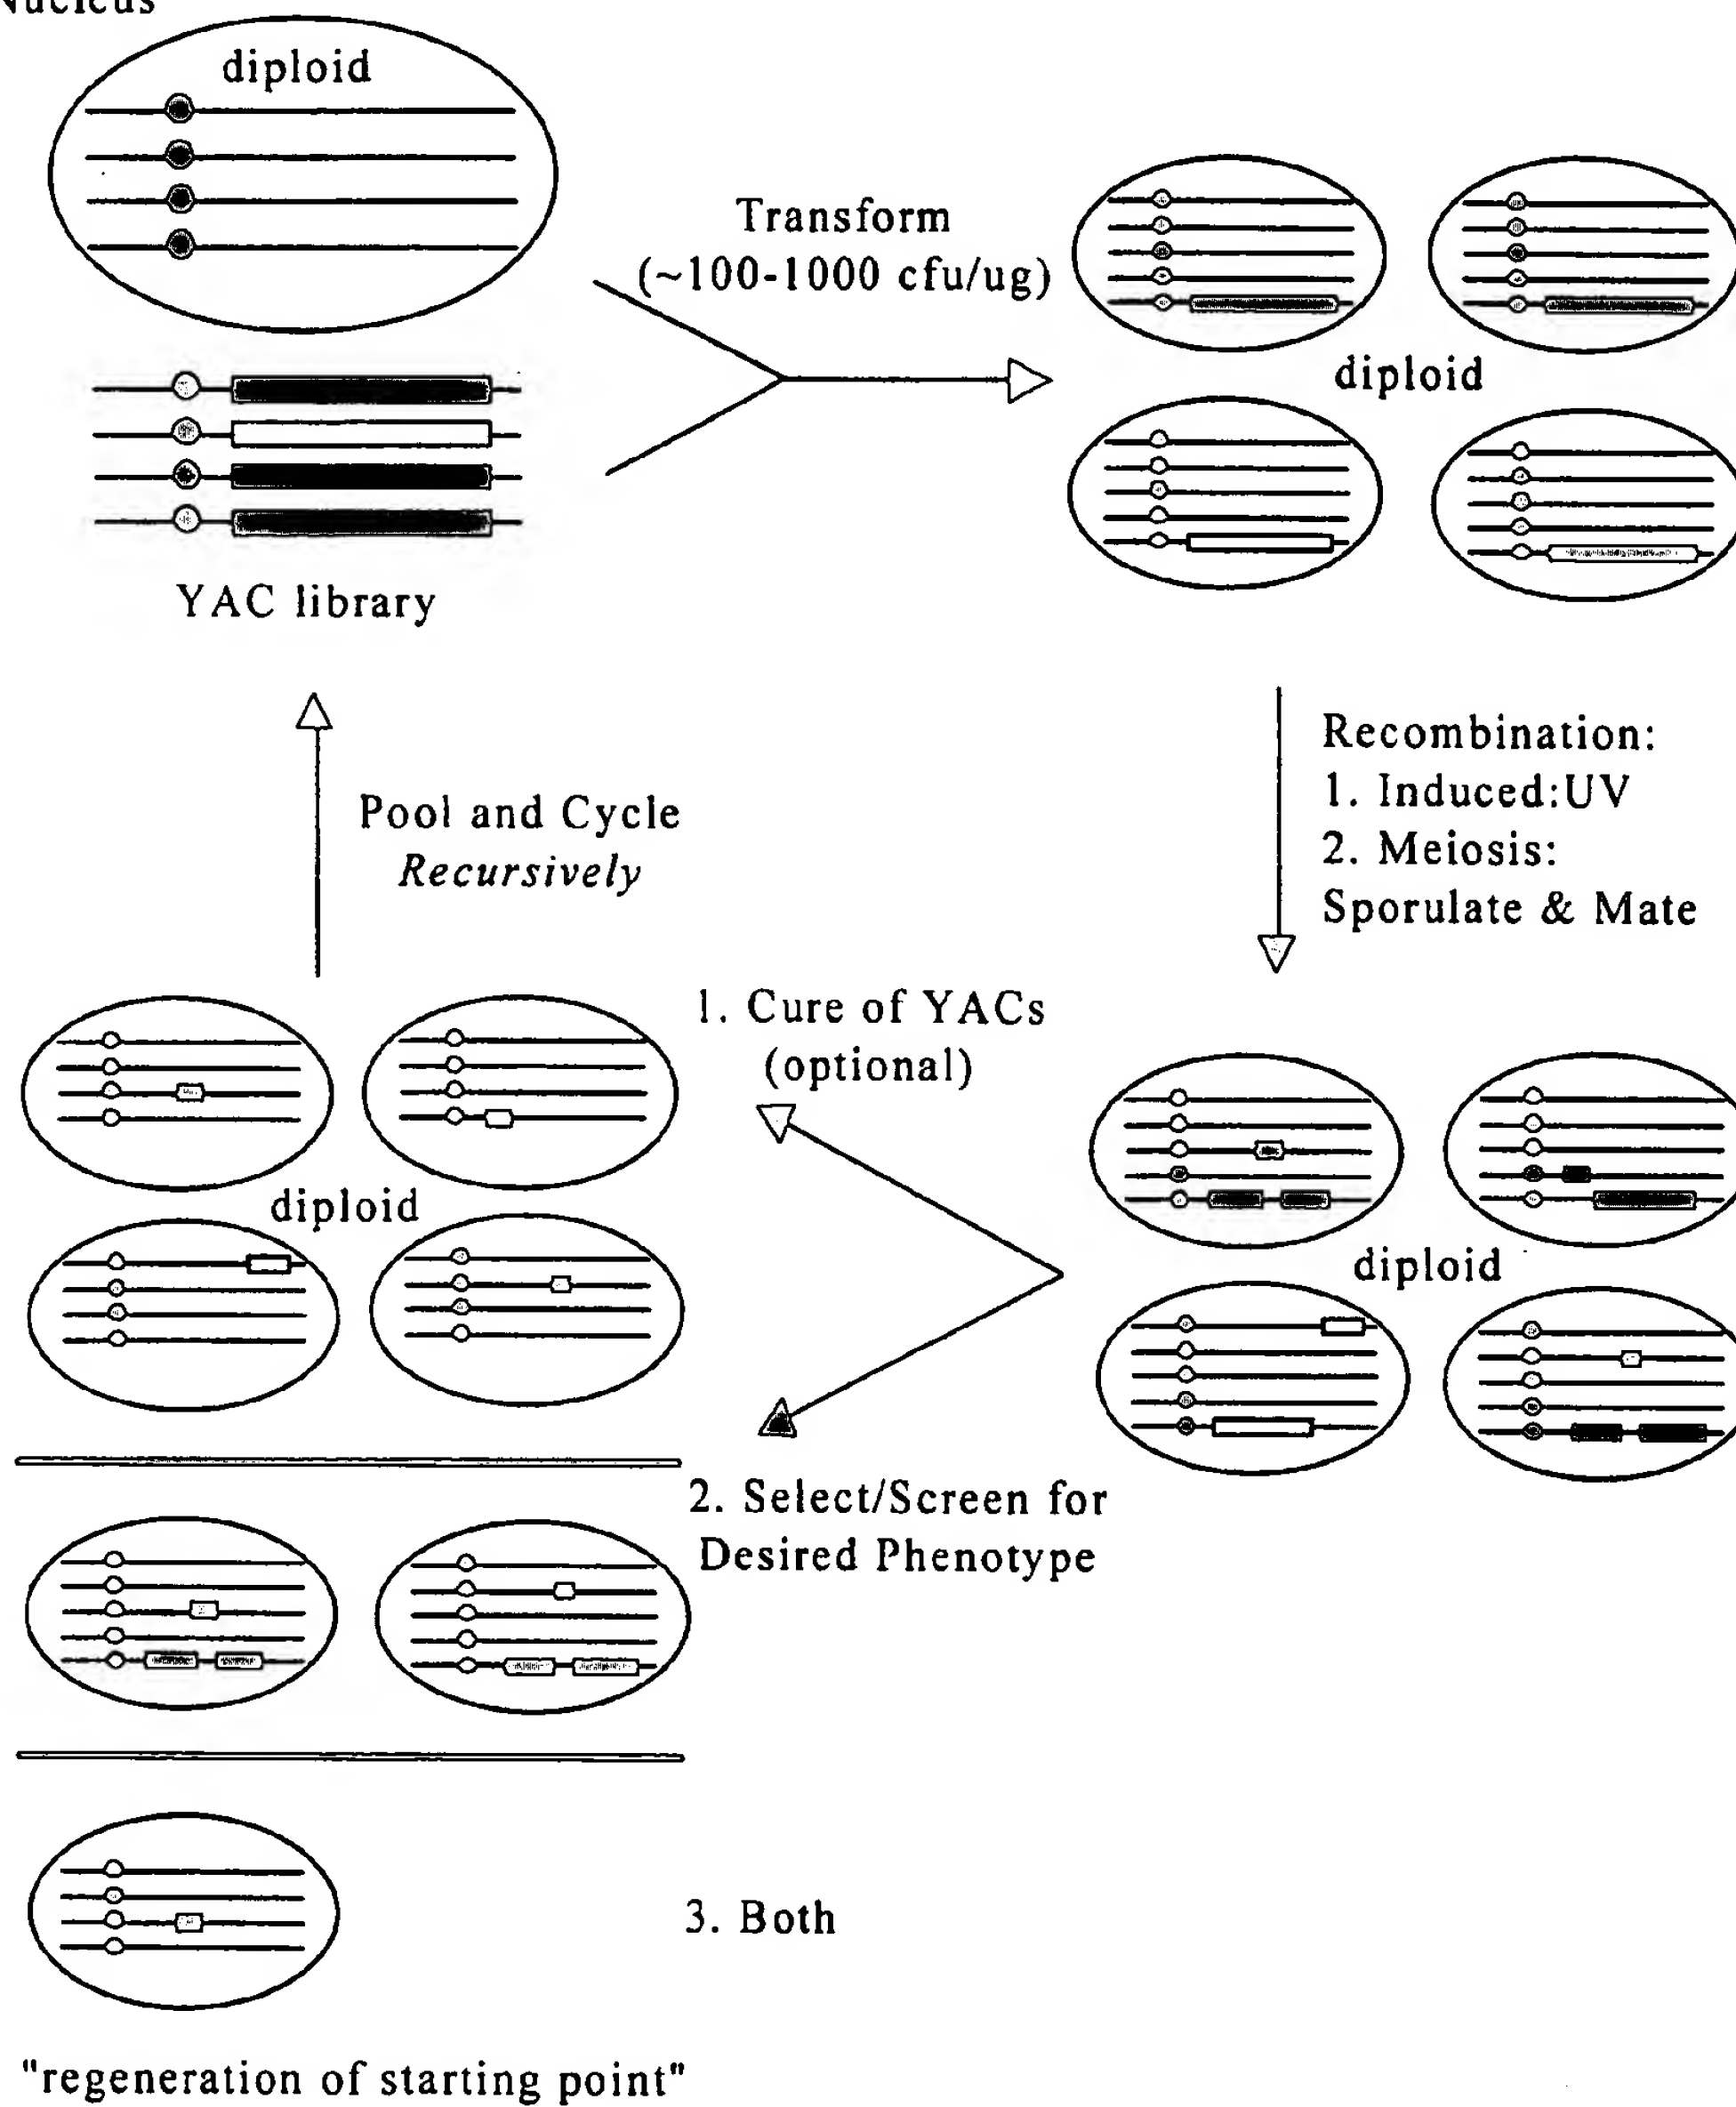 Nucleus
diploid
Transform
(~100-1000 cfu/ug)
diploid
YAC library
Recombination:
1. Induced:UV
2. Meiosis:
Sporulate & Mate
Pool and Cycle
Recursively
1. Cure of YACs
(optional)
diploid
diploid
2. Select/Screen for
Desired Phenotype
3. Both
"regeneration of starting point"